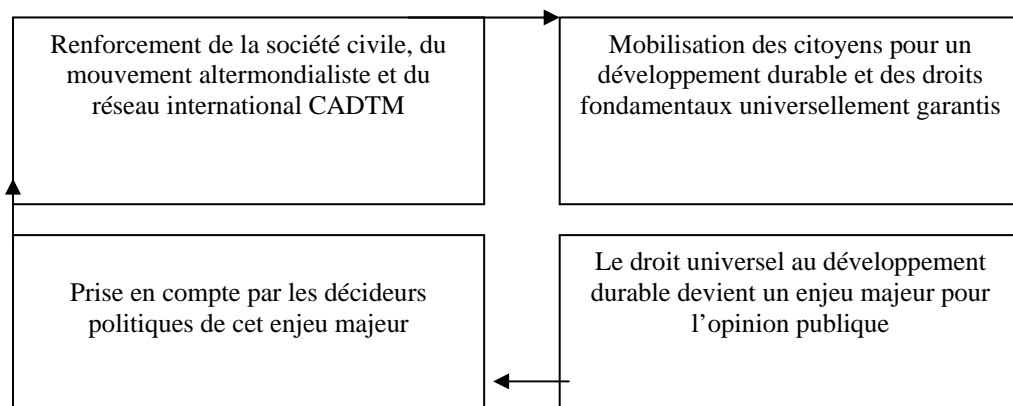 Renforcement de la société civile, du
mouvement altermondialiste et du
réseau international CADTM
Mobilisation des citoyens pour un
développement durable et des droits
fondamentaux universellement garantis
Prise en compte par les décideurs
politiques de cet enjeu majeur
Le droit universel au développement
durable devient un enjeu majeur pour
l’opinion publique